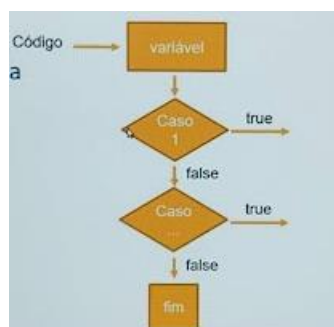 Código
variável
a
Caso
1
true
false
Caso
...
true
false
fim